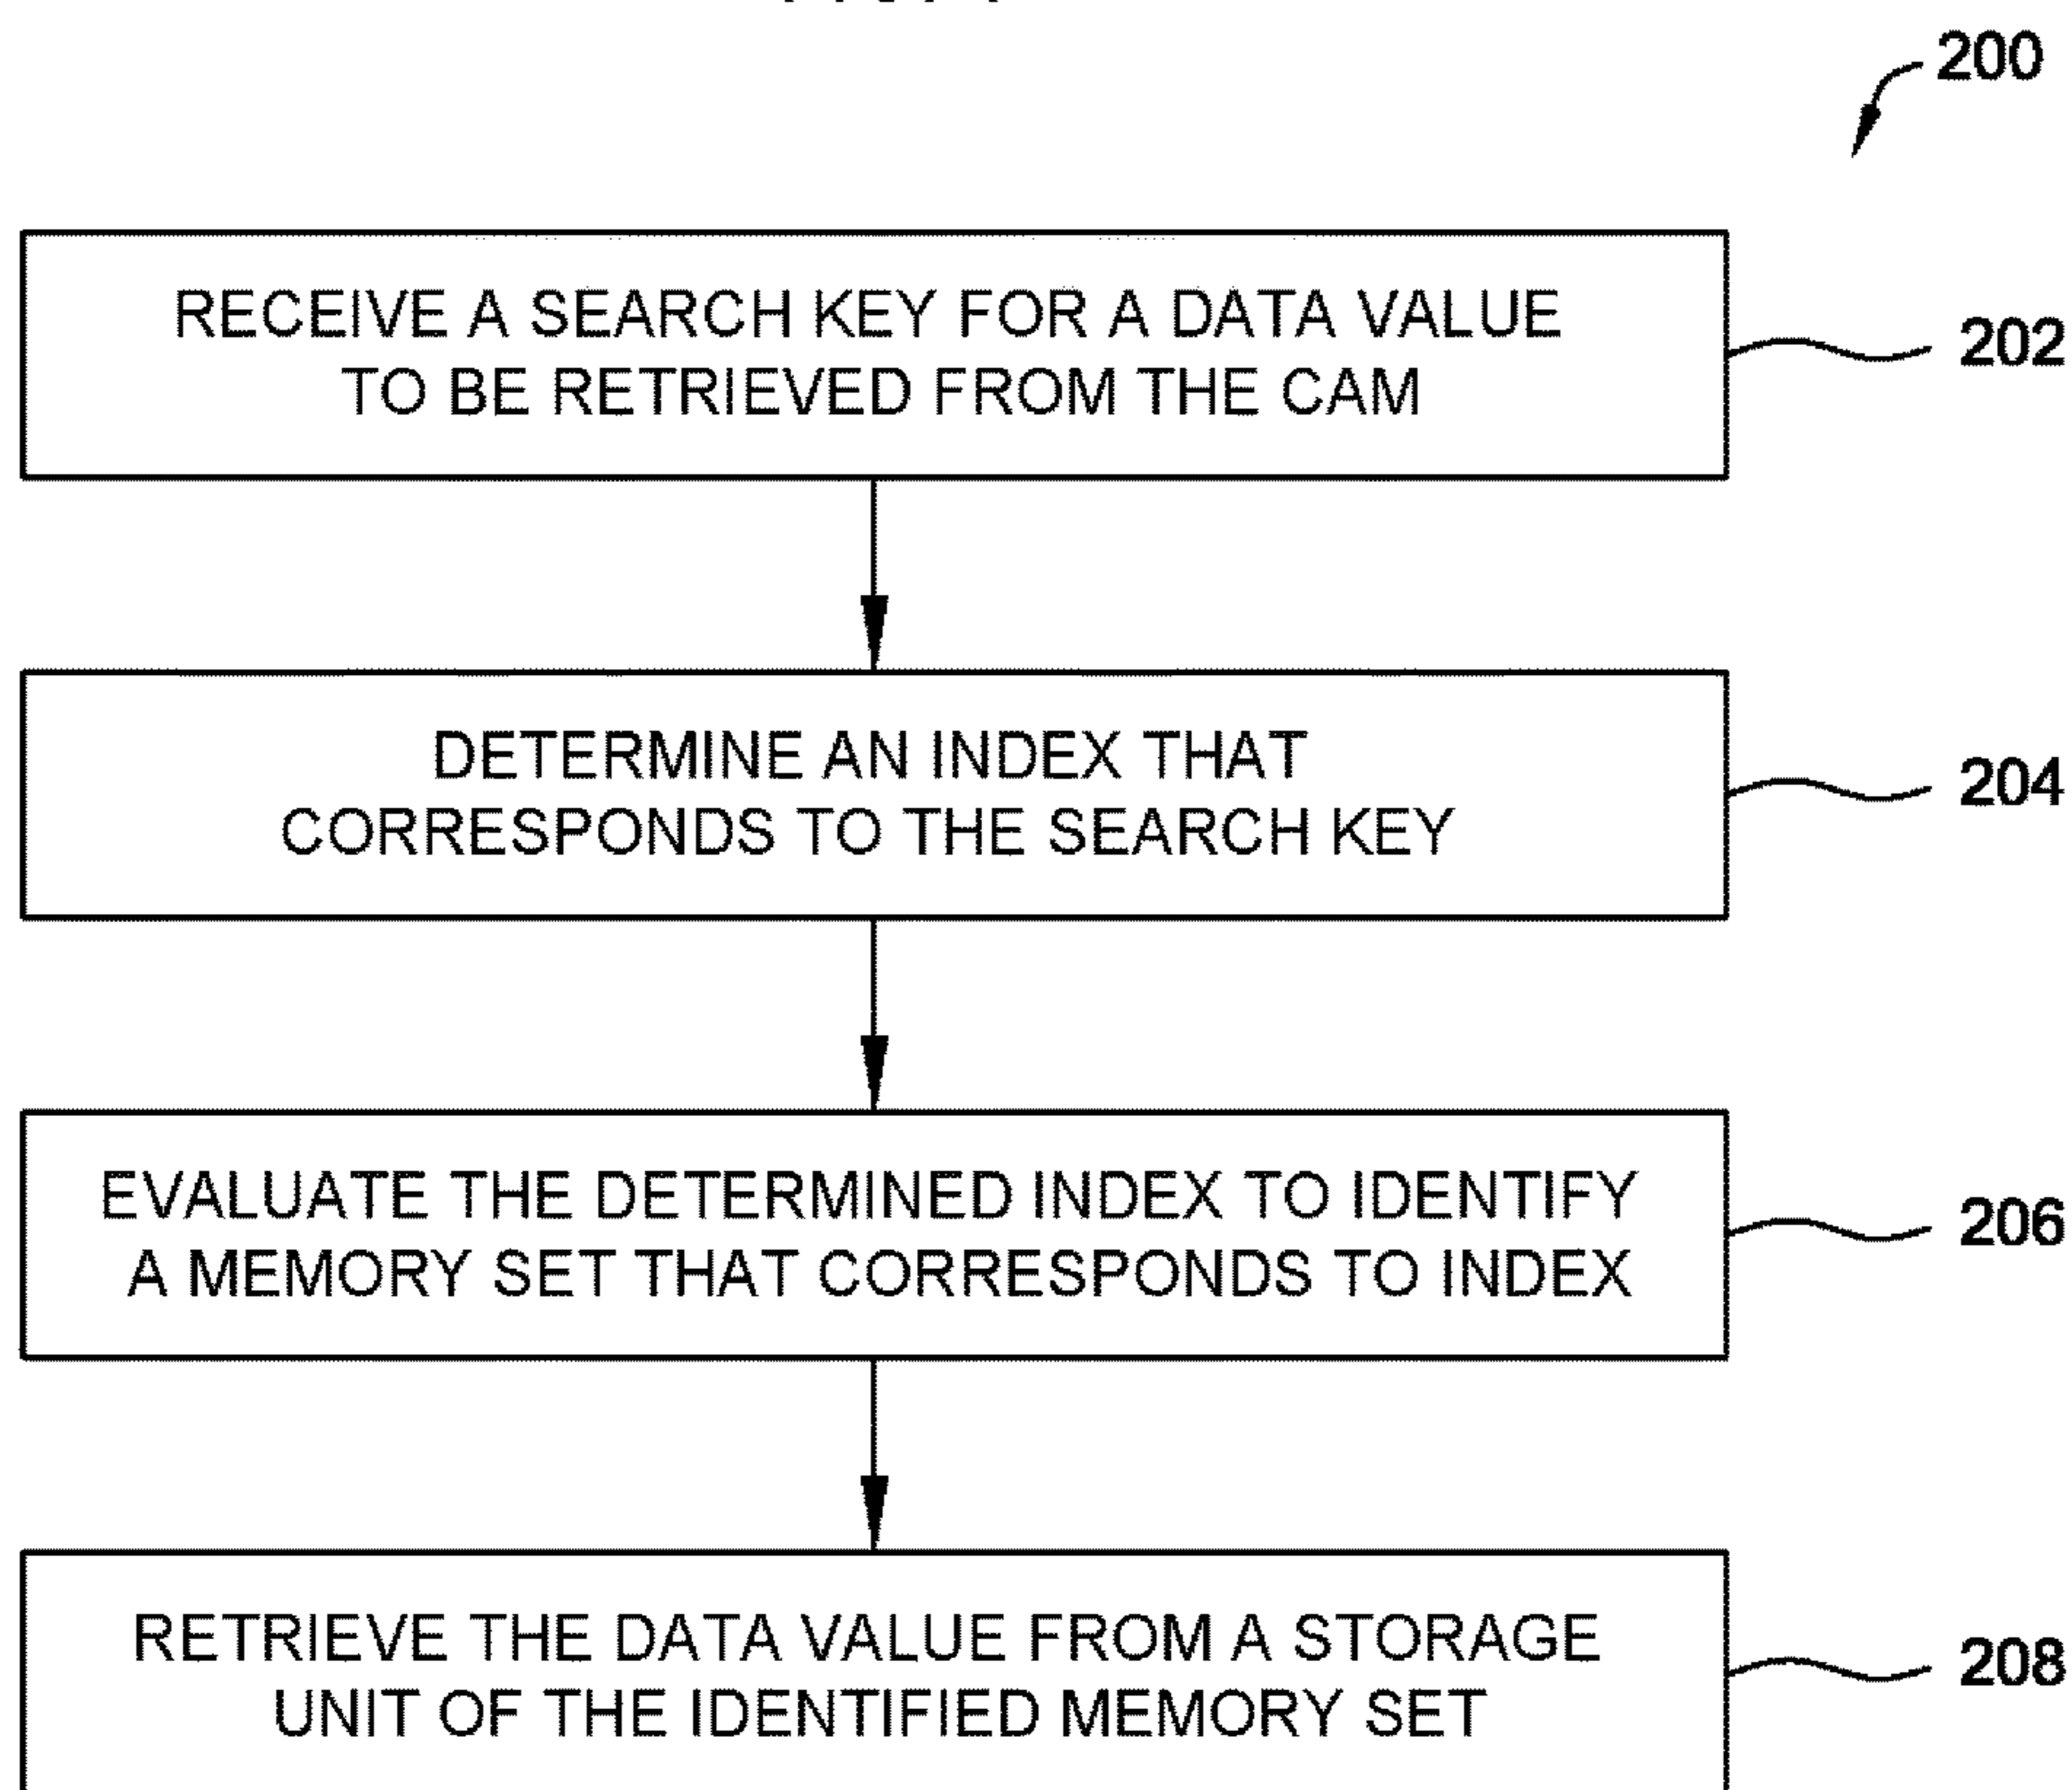 200
RECEIVE A SEARCH KEY FOR A DATA VALUE
TO BE RETRIEVED FROM THE CAM
202
DETERMINE AN INDEX THAT
CORRESPONDS TO THE SEARCH KEY
204
EVALUATE THE DETERMINED INDEX TO IDENTIFY
A MEMORY SET THAT CORRESPONDS TO INDEX
206
RETRIEVE THE DATA VALUE FROM A STORAGE
UNIT OF THE IDENTIFIED MEMORY SET
208